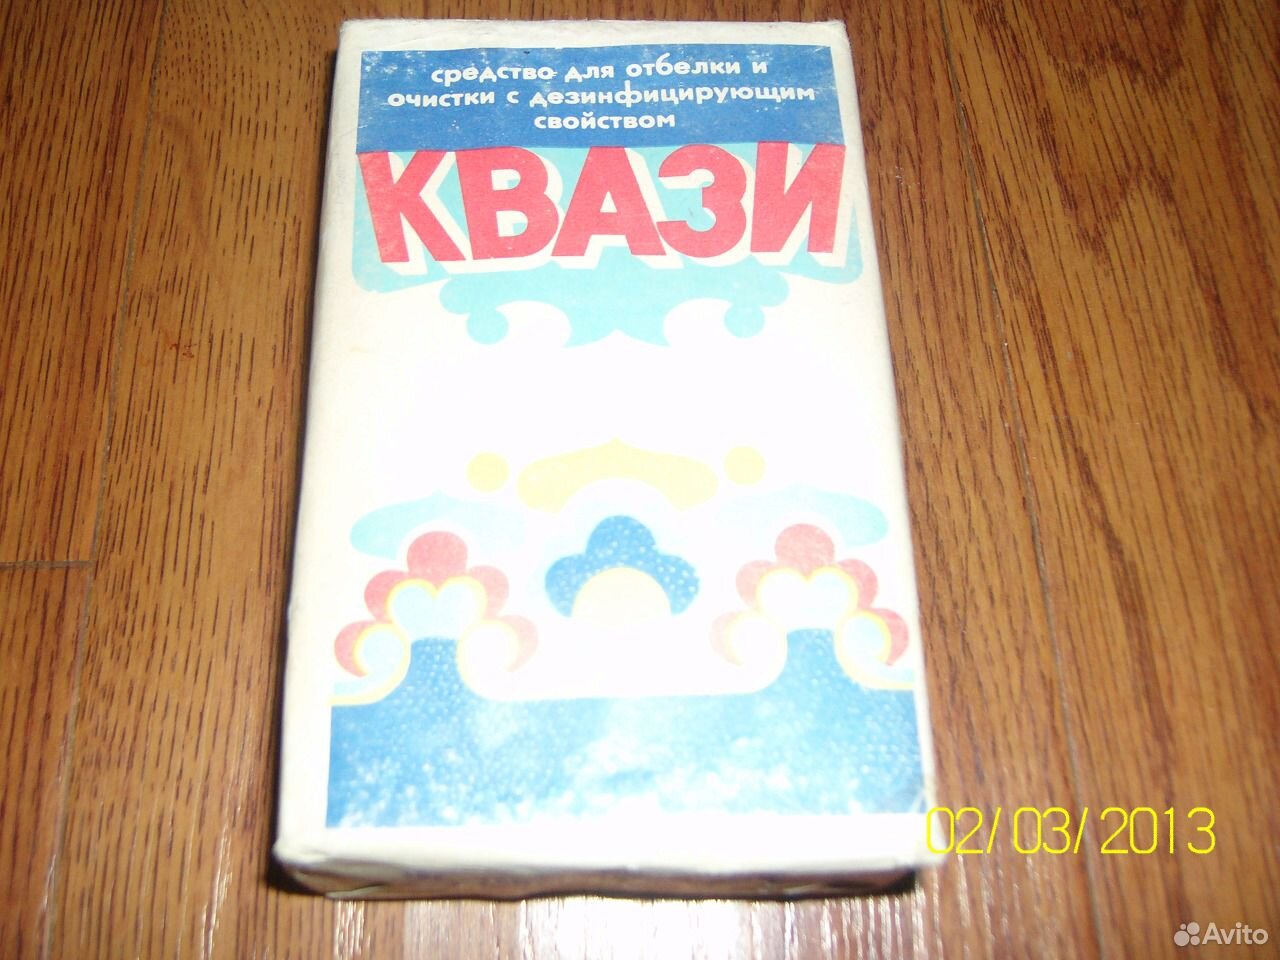 средство для отбелки и
очистки с дезинфицирующим
свойством
КВАЗИ
02/03/2013
Avito